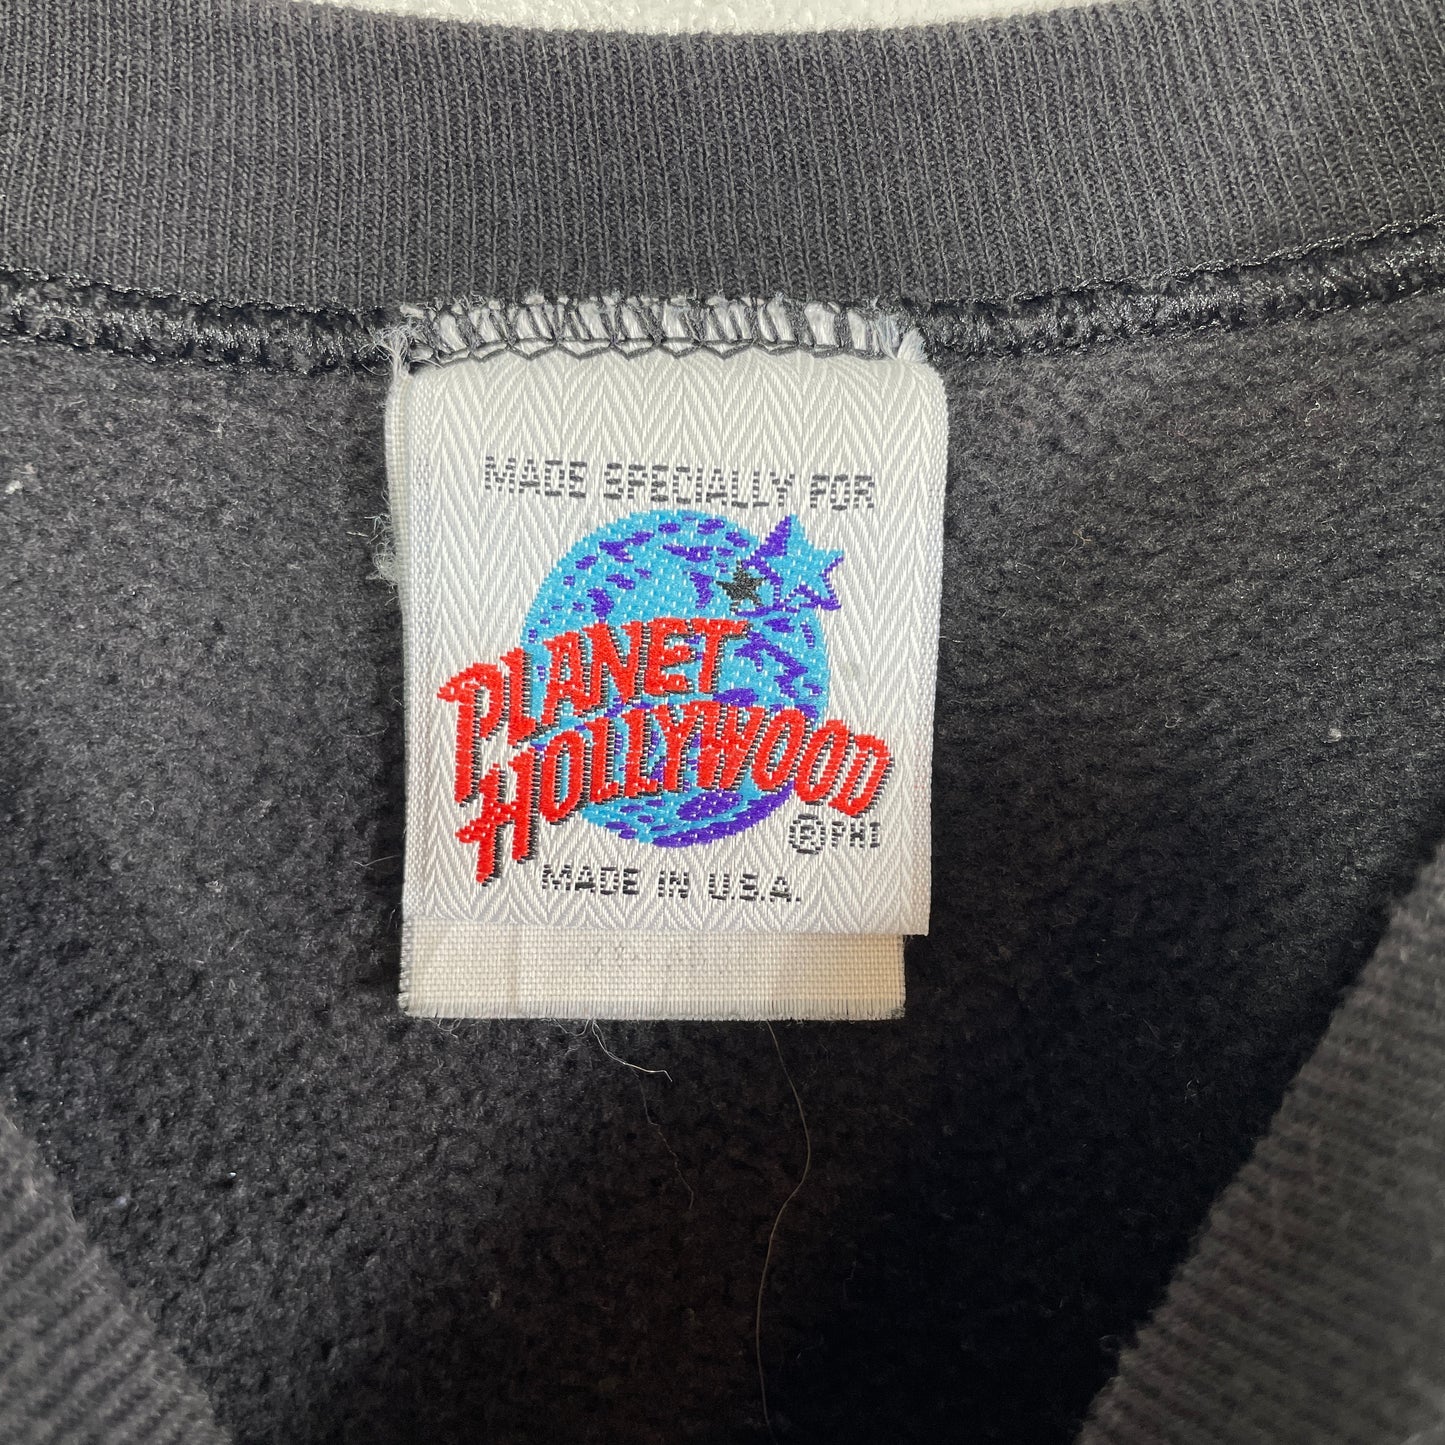 MADE SPECIALLY FOR
PLANET
HOLLYWOOD
® PHI
MADE IN U.S.A.